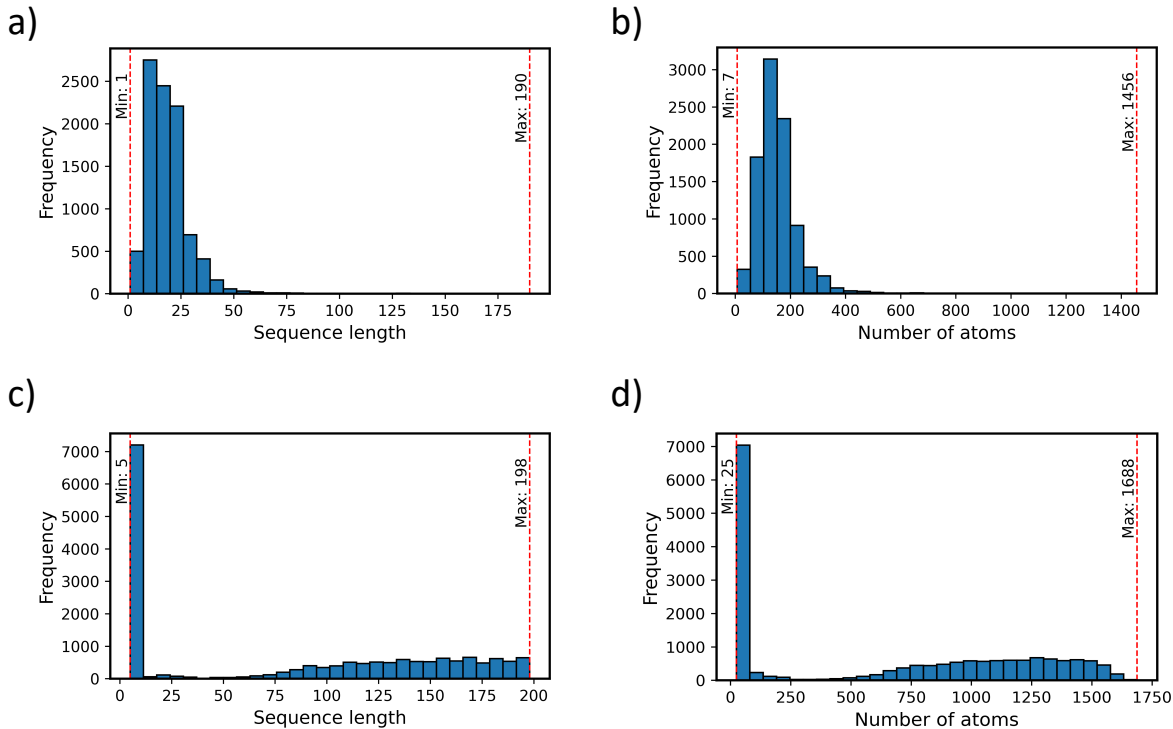 a)
Min: 1
Max: 190
Frequency
2500
2000
1500
1000
500
0
0 25 50 75 100 125 150 175
Sequence length
b)
Min: 7
Max: 1456
Frequency
3000
2500
2000
1500
1000
500
0
0 200 400 600 800 1000 1200 1400
Number of atoms
c)
Min: 5
Max: 198
Frequency
7000
6000
5000
4000
3000
2000
1000
0
0 25 50 75 100 125 150 175 200
Sequence length
d)
Min: 25
Max: 1688
Frequency
7000
6000
5000
4000
3000
2000
1000
0
0 250 500 750 1000 1250 1500 1750
Number of atoms